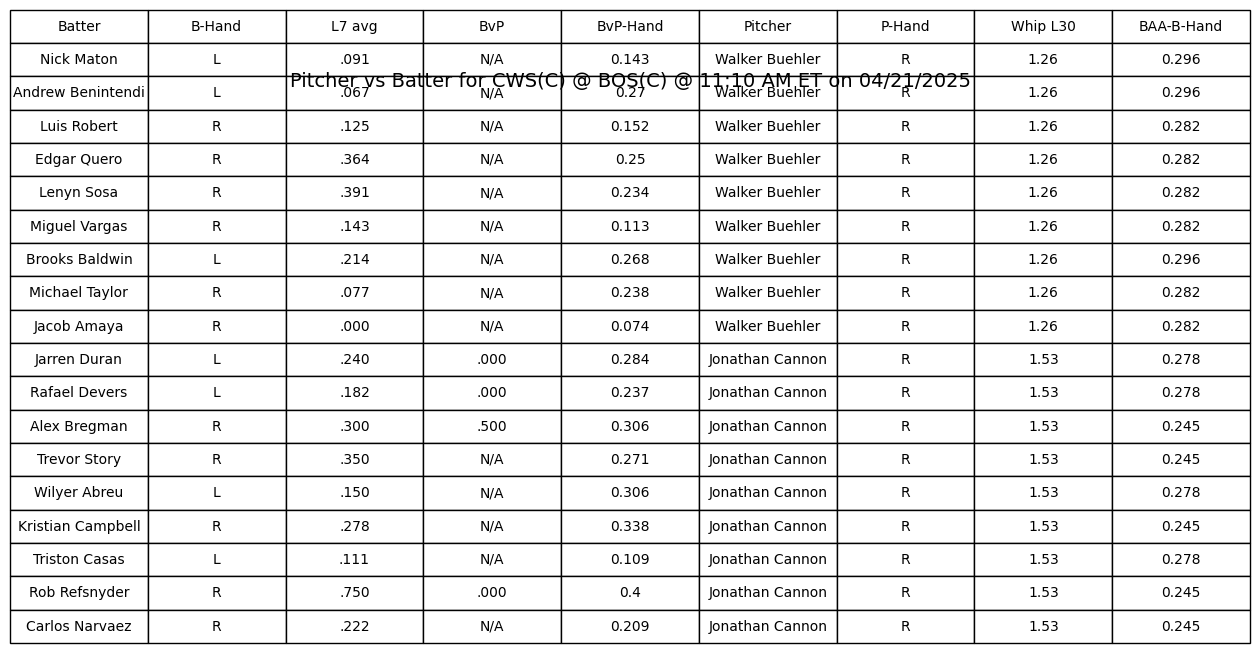 Batter B-Hand L7 avg BvP BvP-Hand Pitcher P-Hand Whip L30 BAA-B-Hand
Nick Maton L .091 N/A 0.143 Walker Buehler R 1.26 0.296
Pitcher vs Batter for CWS(C) @ BOS(C) @ 11:10 AM ET on 04/21/2025
Andrew Benintendi L .067 N/A 0.27 Walker Buehler R 1.26 0.296
Luis Robert R .125 N/A 0.152 Walker Buehler R 1.26 0.282
Edgar Quero R .364 N/A 0.25 Walker Buehler R 1.26 0.282
Lenyn Sosa R .391 N/A 0.234 Walker Buehler R 1.26 0.282
Miguel Vargas R .143 N/A 0.113 Walker Buehler R 1.26 0.282
Brooks Baldwin L .214 N/A 0.268 Walker Buehler R 1.26 0.296
Michael Taylor R .077 N/A 0.238 Walker Buehler R 1.26 0.282
Jacob Amaya R .000 N/A 0.074 Walker Buehler R 1.26 0.282
Jarren Duran L .240 .000 0.284 Jonathan Cannon R 1.53 0.278
Rafael Devers L .182 .000 0.237 Jonathan Cannon R 1.53 0.278
Alex Bregman R .300 .500 0.306 Jonathan Cannon R 1.53 0.245
Trevor Story R .350 N/A 0.271 Jonathan Cannon R 1.53 0.245
Wilyer Abreu L .150 N/A 0.306 Jonathan Cannon R 1.53 0.278
Kristian Campbell R .278 N/A 0.338 Jonathan Cannon R 1.53 0.245
Triston Casas L .111 N/A 0.109 Jonathan Cannon R 1.53 0.278
Rob Refsnyder R .750 .000 0.4 Jonathan Cannon R 1.53 0.245
Carlos Narvaez R .222 N/A 0.209 Jonathan Cannon R 1.53 0.245